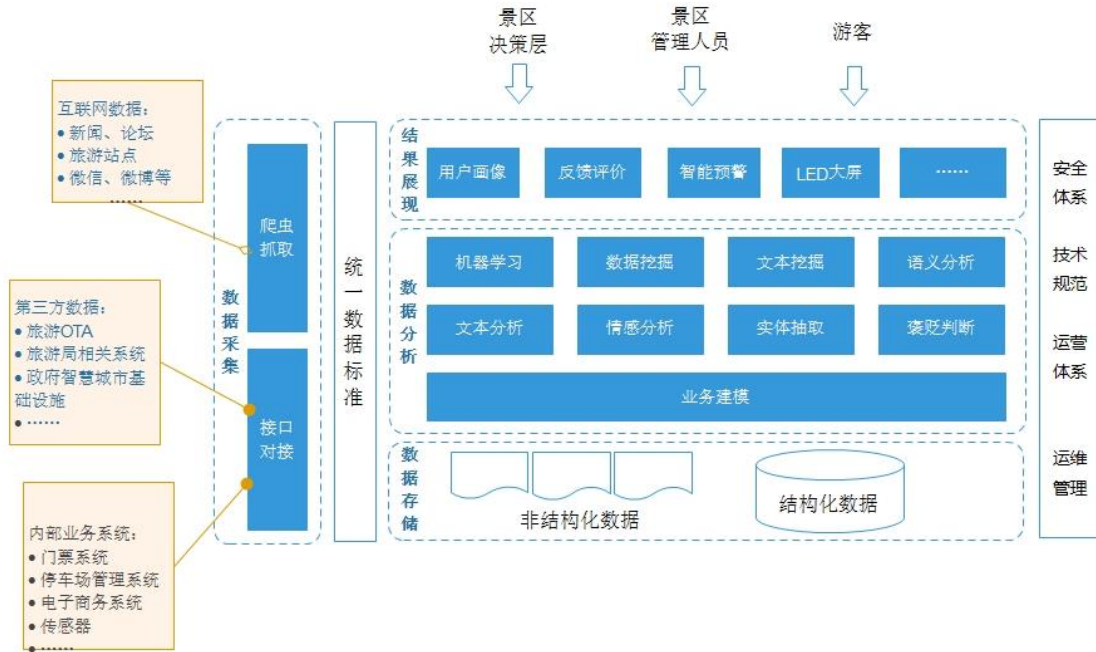 景区
决策层
景区
管理人员
游客
互联网数据：
● 新闻、论坛
● 旅游站点
● 微信、微博等
……
第三方数据：
● 旅游OTA
● 旅游局相关系统
● 政府智慧城市基
础设施
● ……
内部业务系统：
● 门票系统
● 停车场管理系统
● 电子商务系统
● 传感器
● ……
数据采集
爬虫
抓取
接口
对接
统一数据标准
结果展现
用户画像
反馈评价
智能预警
LED大屏
……
数据分析
机器学习
数据挖掘
文本挖掘
语义分析
文本分析
情感分析
实体抽取
褒贬判断
业务建模
数据存储
非结构化数据
结构化数据
安全
体系
技术
规范
运营
体系
运维
管理